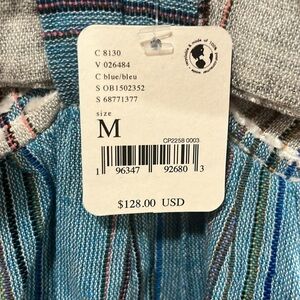 C 8130
V 026484
C blue/bleu
S OB1502352
S 68771377
size
M
CP2258 0003
1 96347 92680 3
$128.00 USD